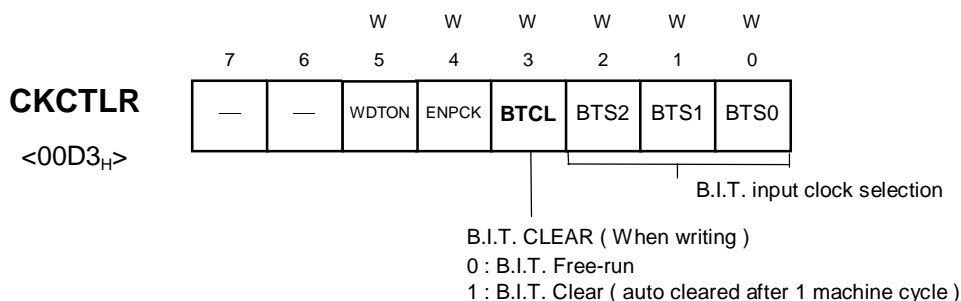 W W W W W W
7 6 5 4 3 2 1 0
CKCTLR — — WDTON ENPCK BTCL BTS2 BTS1 BTS0
<00D3H>
B.I.T. input clock selection
B.I.T. CLEAR ( When writing )
0 : B.I.T. Free-run
1 : B.I.T. Clear ( auto cleared after 1 machine cycle )